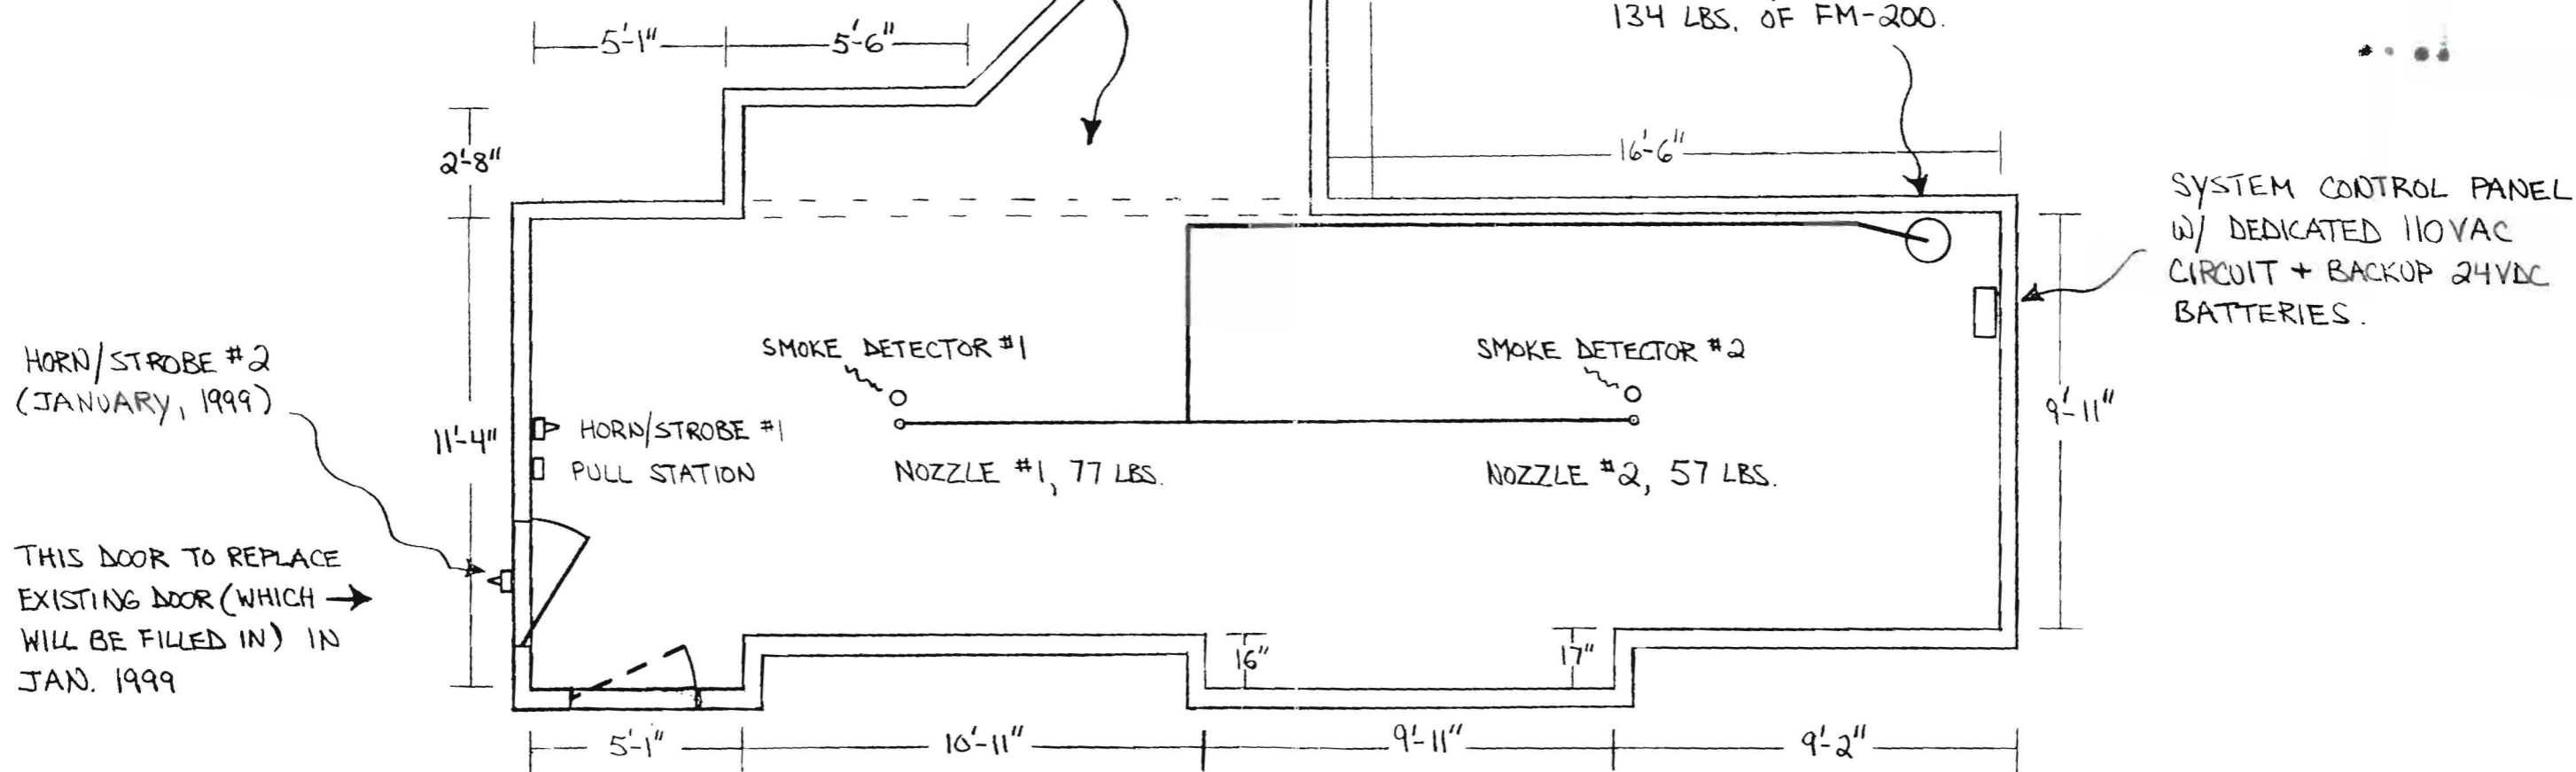 134 LBS. OF FM-200.
5'-1"
5'-6"
2'-8"
16'-6"
SYSTEM CONTROL PANEL
W/ DEDICATED 110VAC
CIRCUIT + BACKUP 24VDC
BATTERIES.
SMOKE DETECTOR #1
SMOKE DETECTOR #2
HORN/STROBE #2
(JANUARY, 1999)
11'-4"
9'-11"
HORN/STROBE #1
PULL STATION
NOZZLE #1, 77 LBS.
NOZZLE #2, 57 LBS.
THIS DOOR TO REPLACE
EXISTING DOOR (WHICH
WILL BE FILLED IN) IN
JAN. 1999
16"
17"
5'-1"
10'-11"
9'-11"
9'-2"